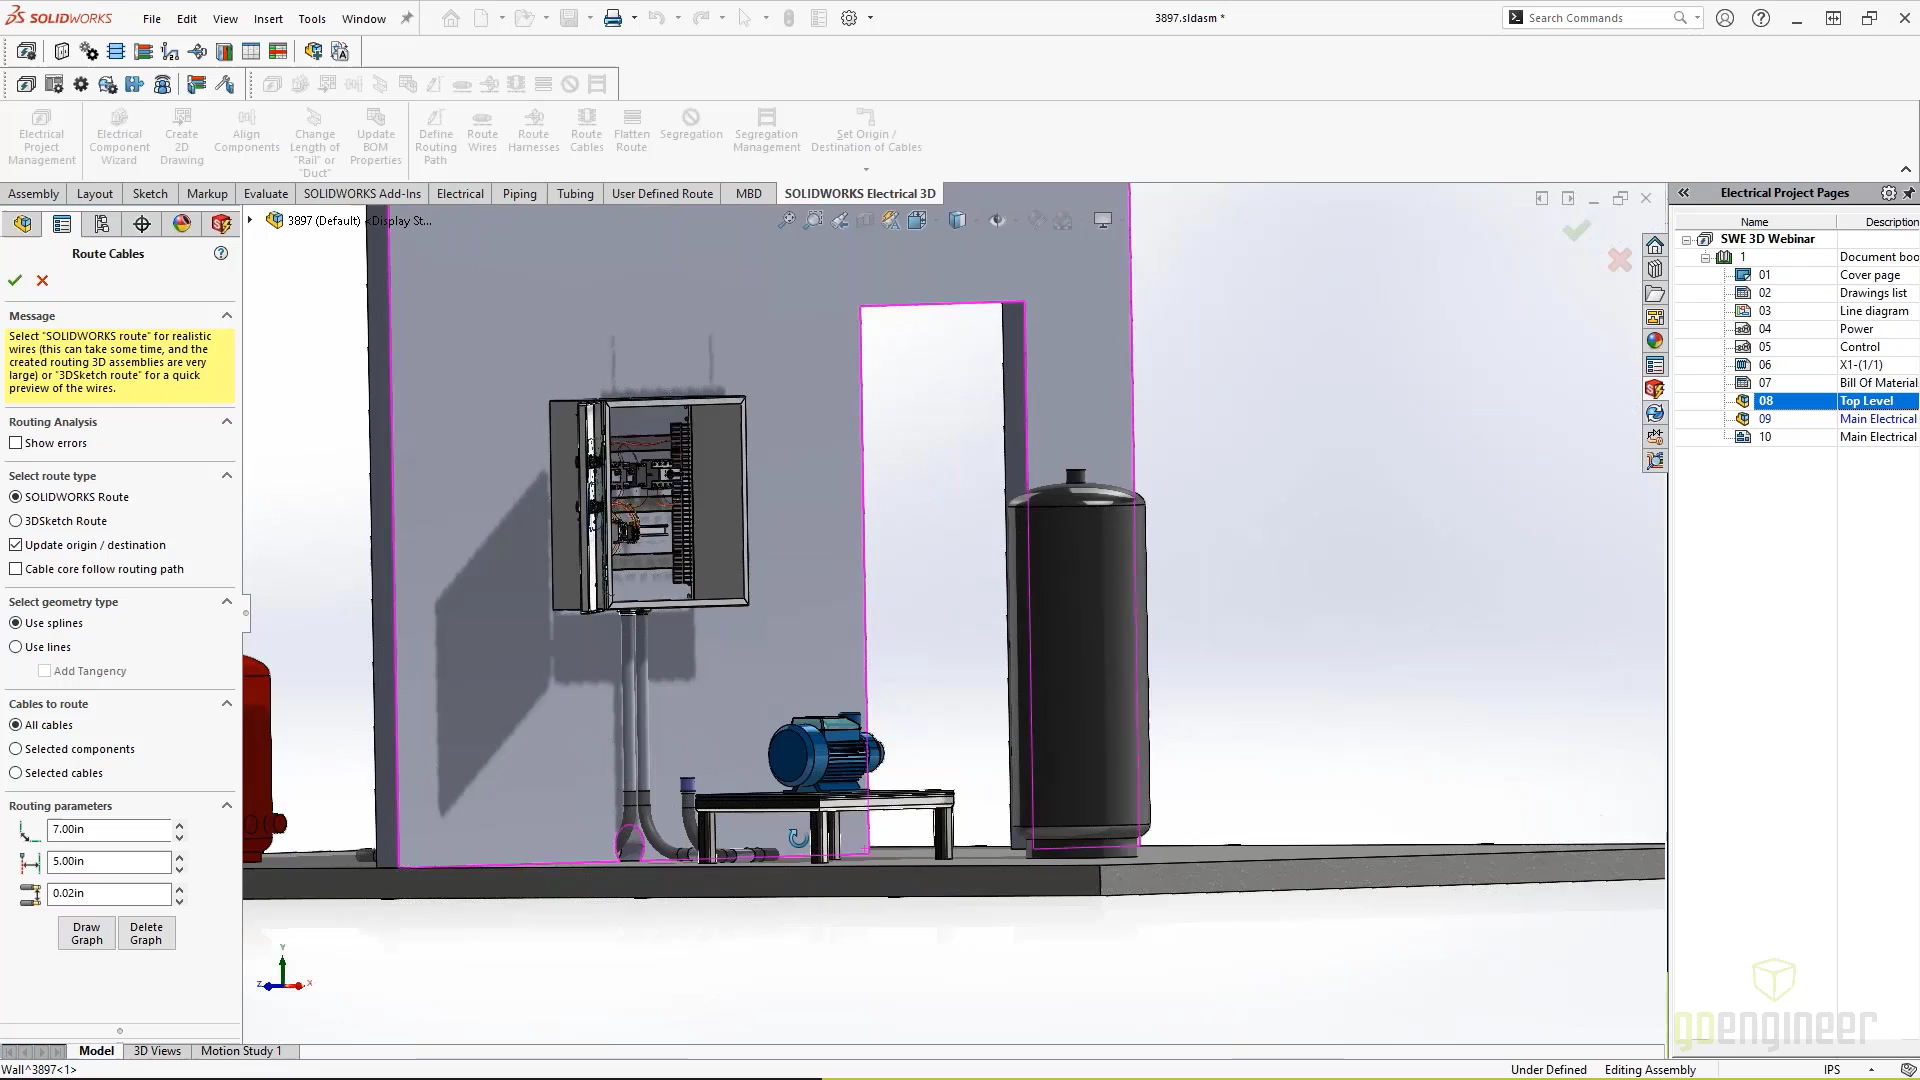 SOLIDWORKS File Edit View Insert Tools Window 3897.sldasm * Search Commands
Electrical Project Management
Electrical Component Wizard
Create 2D Drawing
Align Components
Change Length of "Rail" or "Duct"
Update BOM Properties
Define Routing Path
Route Wires
Route Harnesses
Route Cables
Flatten Route
Segregation
Segregation Management
Set Origin / Destination of Cables
Assembly Layout Sketch Markup Evaluate SOLIDWORKS Add-Ins Electrical Piping Tubing User Defined Route MBD SOLIDWORKS Electrical 3D
3897 (Default) <Display St...
Route Cables
Message
Select "SOLIDWORKS route" for realistic
wires (this can take some time, and the
created routing 3D assemblies are very
large) or "3DSketch route" for a quick
preview of the wires.
Routing Analysis
Show errors
Select route type
SOLIDWORKS Route
3DSketch Route
Update origin / destination
Cable core follow routing path
Select geometry type
Use splines
Use lines
Add Tangency
Cables to route
All cables
Selected components
Selected cables
Routing parameters
7.00in
5.00in
0.02in
Draw Graph
Delete Graph
Y
Z X
Electrical Project Pages
Name Description
SWE 3D Webinar
1 Document boo
01 Cover page
02 Drawings list
03 Line diagram
04 Power
05 Control
06 X1-(1/1)
07 Bill Of Material
08 Top Level
09 Main Electrical
10 Main Electrical
goengineer
Model 3D Views Motion Study 1
Wall^3897<1> Under Defined Editing Assembly IPS